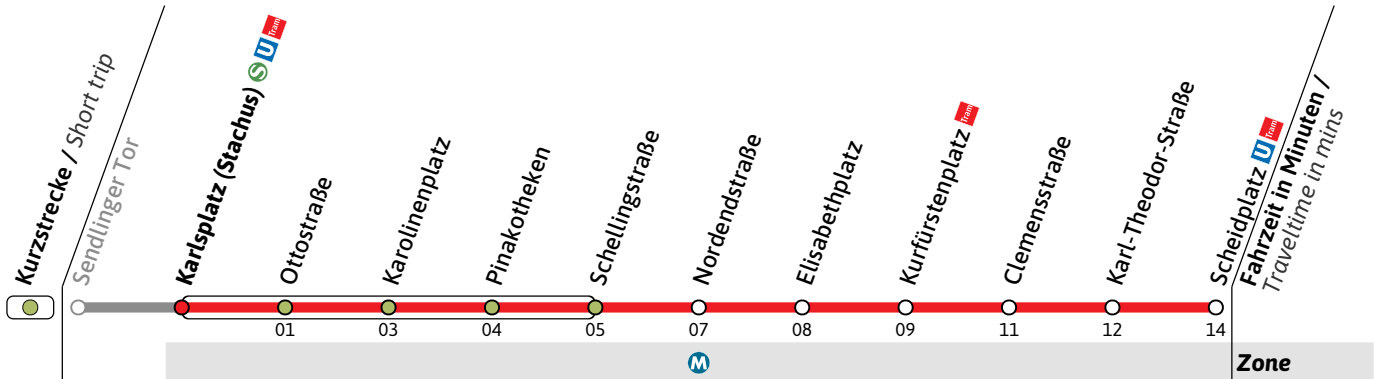 Kurzstrecke / Short trip
Sendlinger Tor
Karlsplatz (Stachus) S U Tram
Ottostraße
Karolinenplatz
Pinakotheken
Schellingstraße
Nordendstraße
Elisabethplatz
Kurfürstenplatz Tram
Clemensstraße
Karl-Theodor-Straße
Scheidplatz U Tram
Fahrzeit in Minuten /
Traveltime in mins
01 03 04 05 07 08 09 11 12 14
M Zone